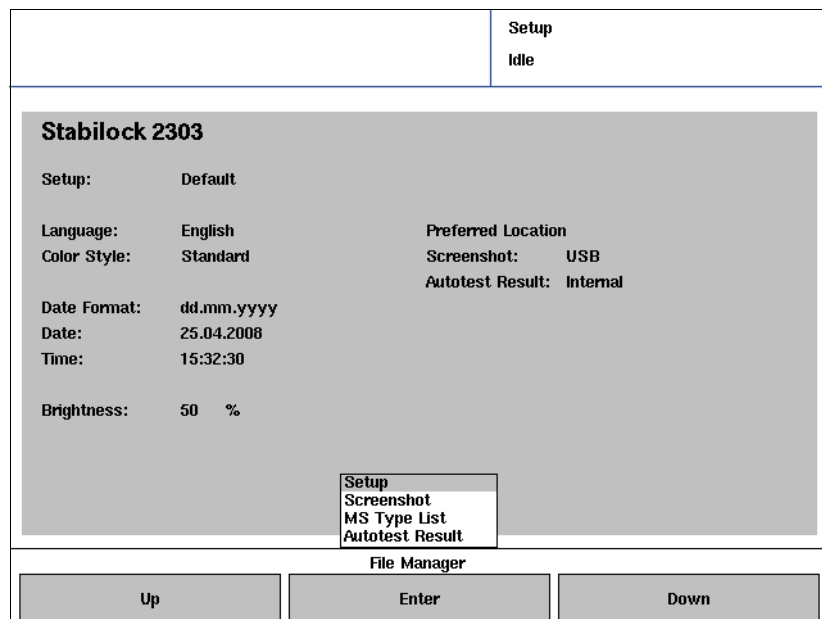 Setup
Idle
Stabilock 2303
Setup: Default
Language: English
Color Style: Standard
Date Format: dd.mm.yyyy
Date: 25.04.2008
Time: 15:32:30
Brightness: 50 %
Preferred Location
Screenshot: USB
Autotest Result: Internal
Setup
Screenshot
MS Type List
Autotest Result
File Manager
Up
Enter
Down